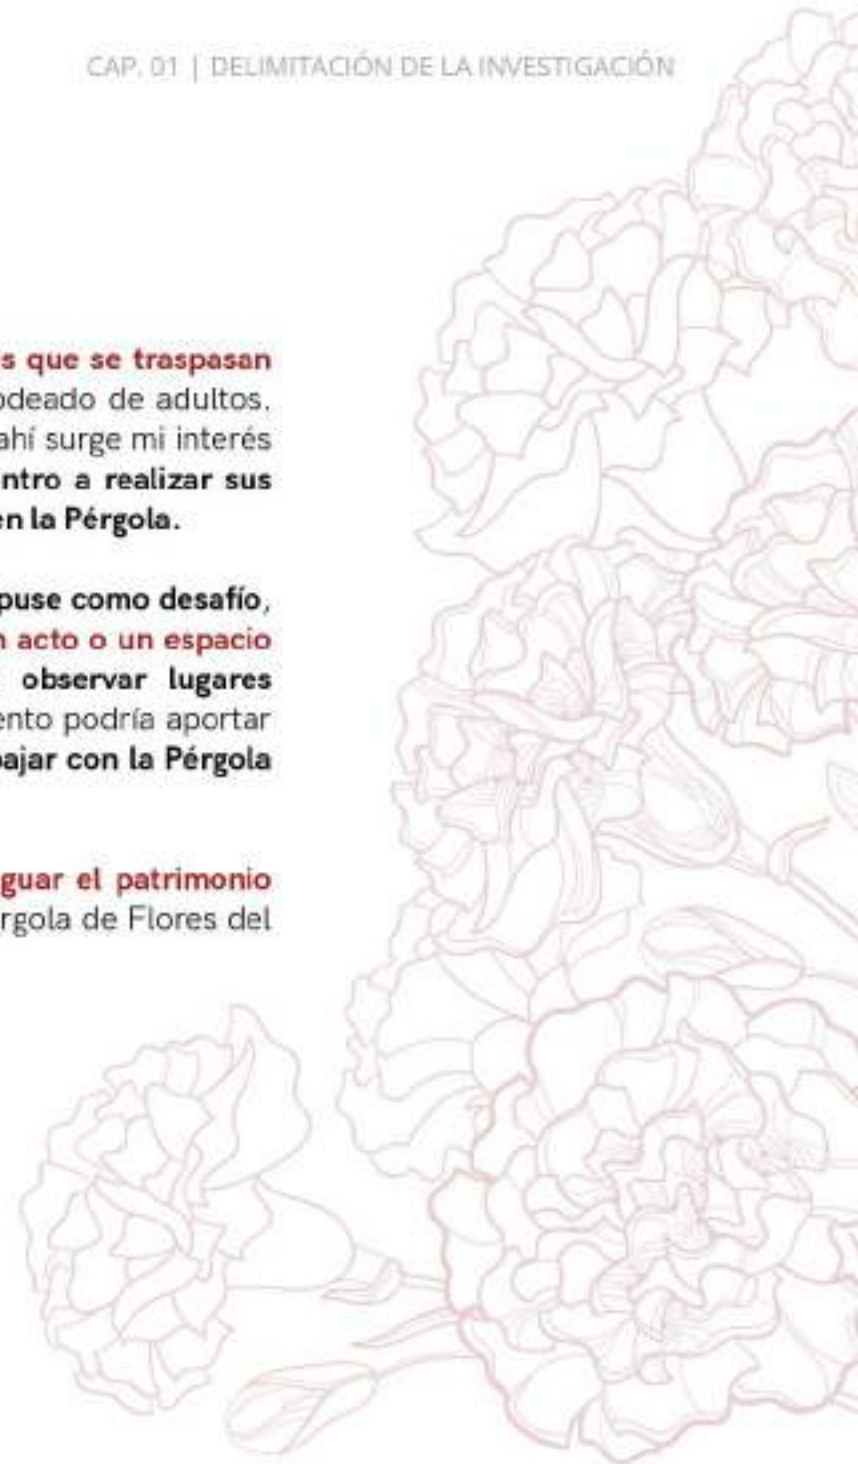 CAP. 01 | DELIMITACIÓN DE LA INVESTIGACIÓN
s que se traspasan
odeado de adultos.
ahí surge mi interés
ntro a realizar sus
en la Pérgola.
puse como desafío,
n acto o un espacio
observar lugares
ento podría aportar
bajar con la Pérgola
guar el patrimonio
rgola de Flores del